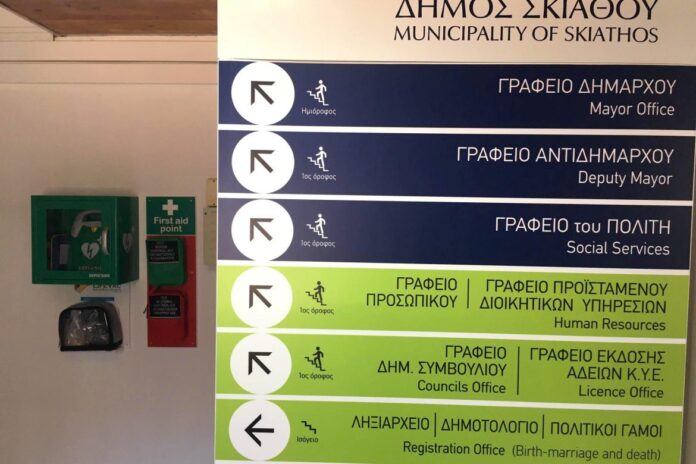 ΔΗΜΟΣ ΣΚΙΑΘΟΥ
MUNICIPALITY OF SKIATHOS
Ημιόροφος
ΓΡΑΦΕΙΟ ΔΗΜΑΡΧΟΥ
Mayor Office
1ος όροφος
ΓΡΑΦΕΙΟ ΑΝΤΙΔΗΜΑΡΧΟΥ
Deputy Mayor
1ος όροφος
ΓΡΑΦΕΙΟ του ΠΟΛΙΤΗ
Social Services
1ος όροφος
ΓΡΑΦΕΙΟ ΠΡΟΣΩΠΙΚΟΥ
ΓΡΑΦΕΙΟ ΠΡΟΪΣΤΑΜΕΝΟΥ
ΔΙΟΙΚΗΤΙΚΩΝ ΥΠΗΡΕΣΙΩΝ
Human Resources
1ος όροφος
ΓΡΑΦΕΙΟ
ΔΗΜ. ΣΥΜΒΟΥΛΙΟΥ
Councils Office
ΓΡΑΦΕΙΟ ΕΚΔΟΣΗΣ
ΑΔΕΙΩΝ Κ.Υ.Ε.
Licence Office
Ισόγειο
ΛΗΞΙΑΡΧΕΙΟ | ΔΗΜΟΤΟΛΟΓΙΟ | ΠΟΛΙΤΙΚΟΙ ΓΑΜΟΙ
Registration Office (Birth-marriage and death)
First aid
point